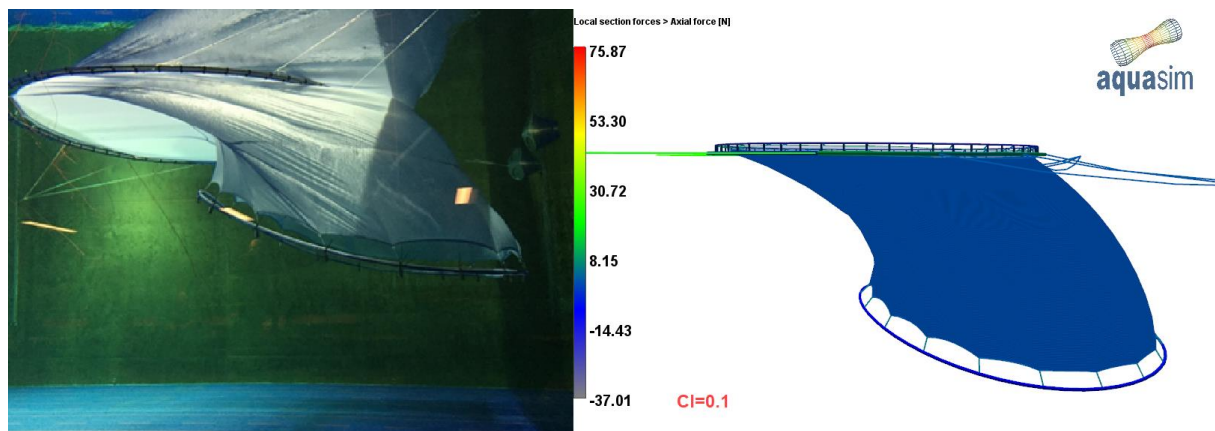 Local section forces > Axial force [N]
75.87
53.30
30.72
8.15
-14.43
-37.01
aquasim
CI=0.1